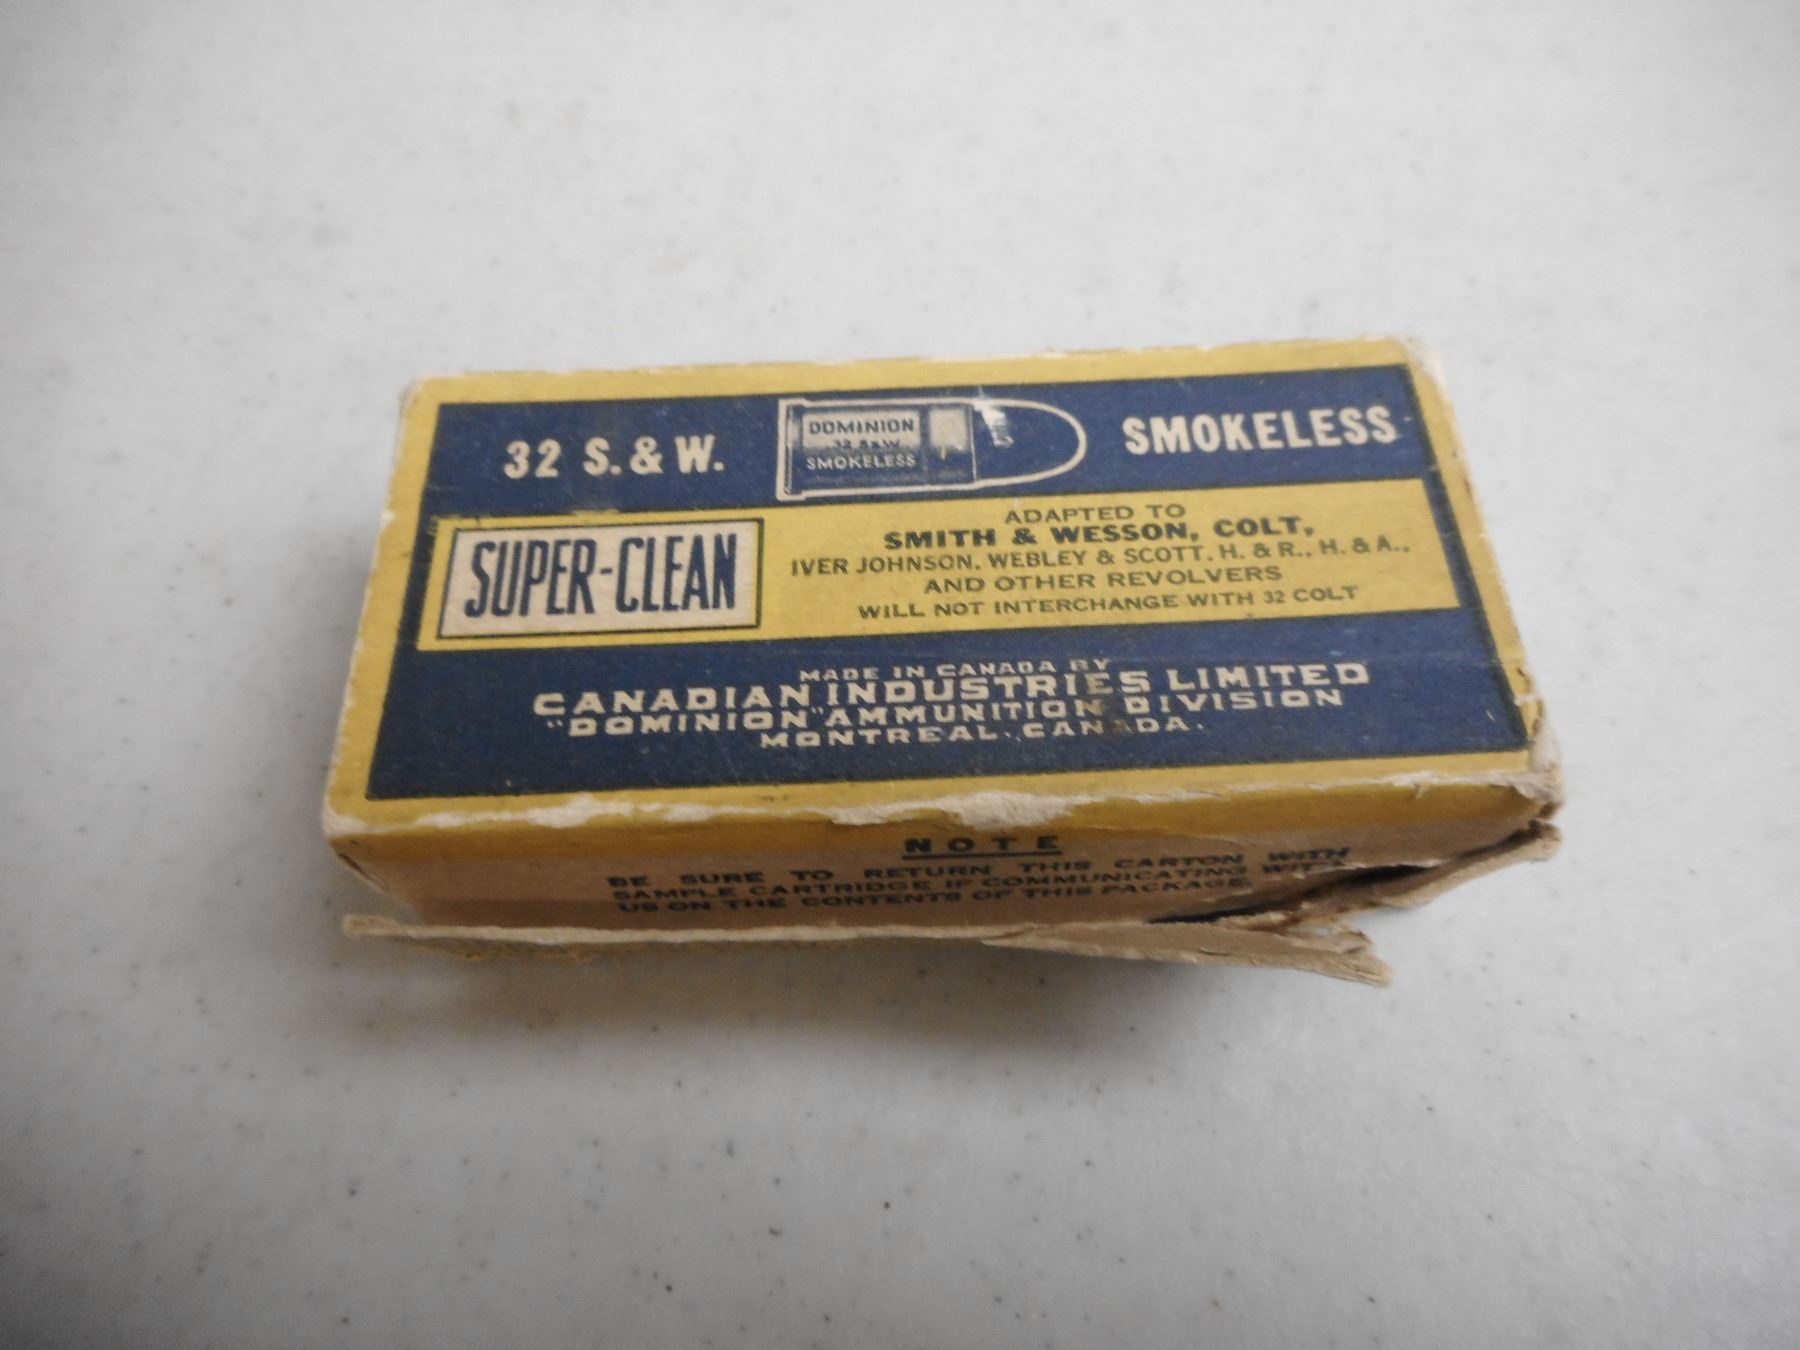 32 S. & W.
DOMINION
32 S&W
SMOKELESS
SMOKELESS
SUPER-CLEAN
ADAPTED TO
SMITH & WESSON, COLT,
IVER JOHNSON, WEBLEY & SCOTT, H. & R., H. & A.,
AND OTHER REVOLVERS
WILL NOT INTERCHANGE WITH 32 COLT
MADE IN CANADA BY
CANADIAN INDUSTRIES LIMITED
"DOMINION" AMMUNITION DIVISION
MONTREAL, CANADA.
NOTE
BE SURE TO RETURN THIS CARTON WITH
SAMPLE CARTRIDGE IF COMMUNICATING WITH
US ON THE CONTENTS OF THIS PACKAGE